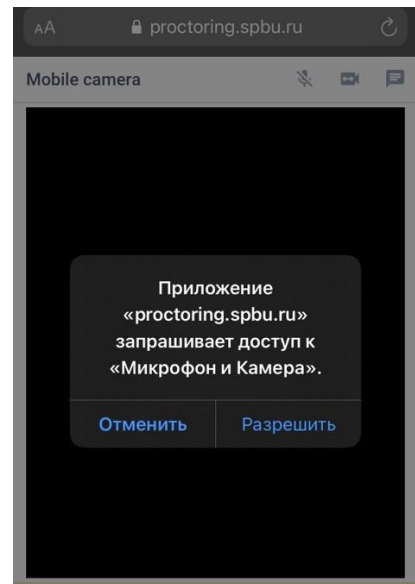 AA proctoring.spbu.ru
Mobile camera
Приложение
«proctoring.spbu.ru»
запрашивает доступ к
«Микрофон и Камера».
Отменить Разрешить